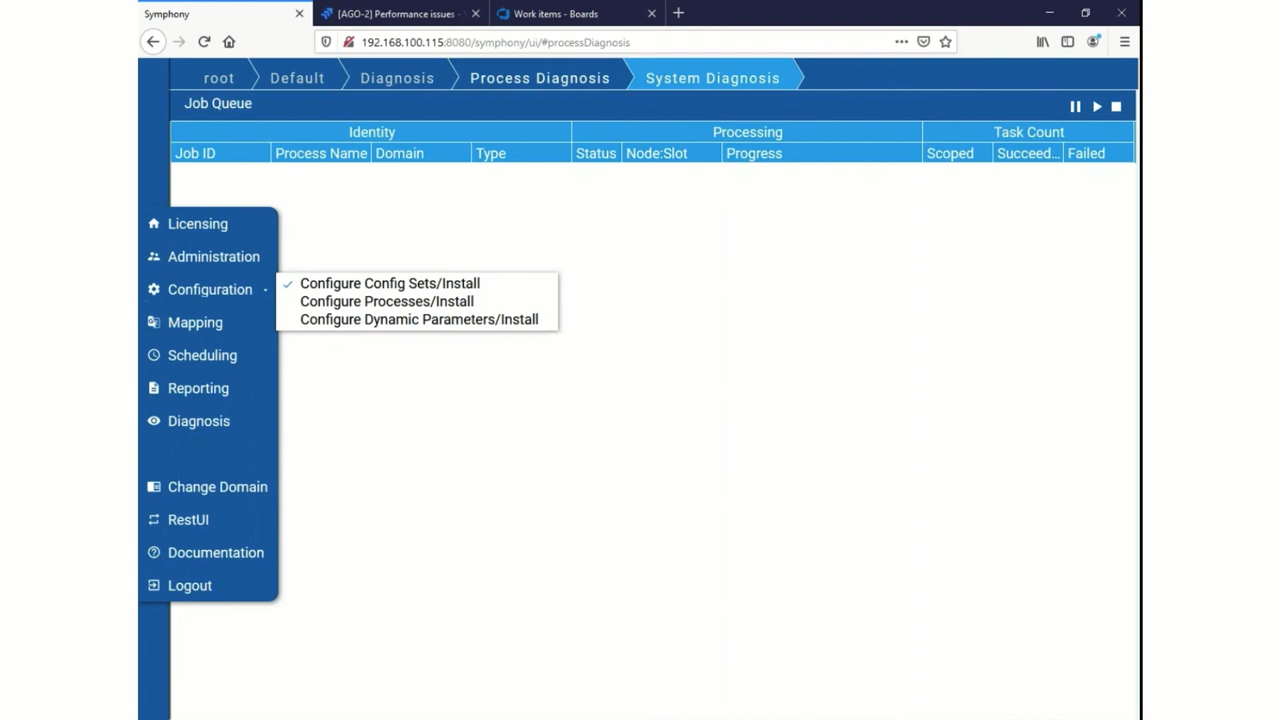 Symphony
[AGO-2] Performance issues -
Work items - Boards
192.168.100.115:8080/symphony/ui/#processDiagnosis
root Default Diagnosis Process Diagnosis System Diagnosis
Job Queue
Identity Processing Task Count
Job ID Process Name Domain Type Status Node:Slot Progress Scoped Succeed... Failed
Licensing
Administration
Configuration
Configure Config Sets/Install
Configure Processes/Install
Configure Dynamic Parameters/Install
Mapping
Scheduling
Reporting
Diagnosis
Change Domain
RestUI
Documentation
Logout